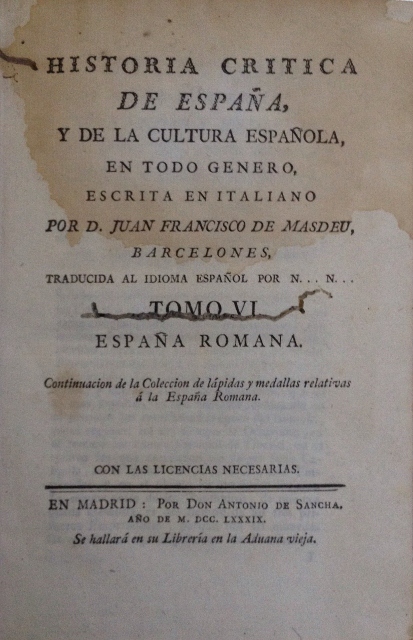 HISTORIA CRITICA
DE ESPAÑA,
Y DE LA CULTURA ESPAÑOLA,
EN TODO GENERO,
ESCRITA EN ITALIANO
POR D. JUAN FRANCISCO DE MASDEU,
BARCELONES,
TRADUCIDA AL IDIOMA ESPAÑOL POR N... N...
TOMO VI
ESPAÑA ROMANA.
Continuacion de la Coleccion de lápidas y medallas relativas
á la España Romana.
CON LAS LICENCIAS NECESARIAS.
EN MADRID : POR DON ANTONIO DE SANCHA.
AÑO DE M. DCC. LXXXIX.
Se hallará en su Librería en la Aduana vieja.